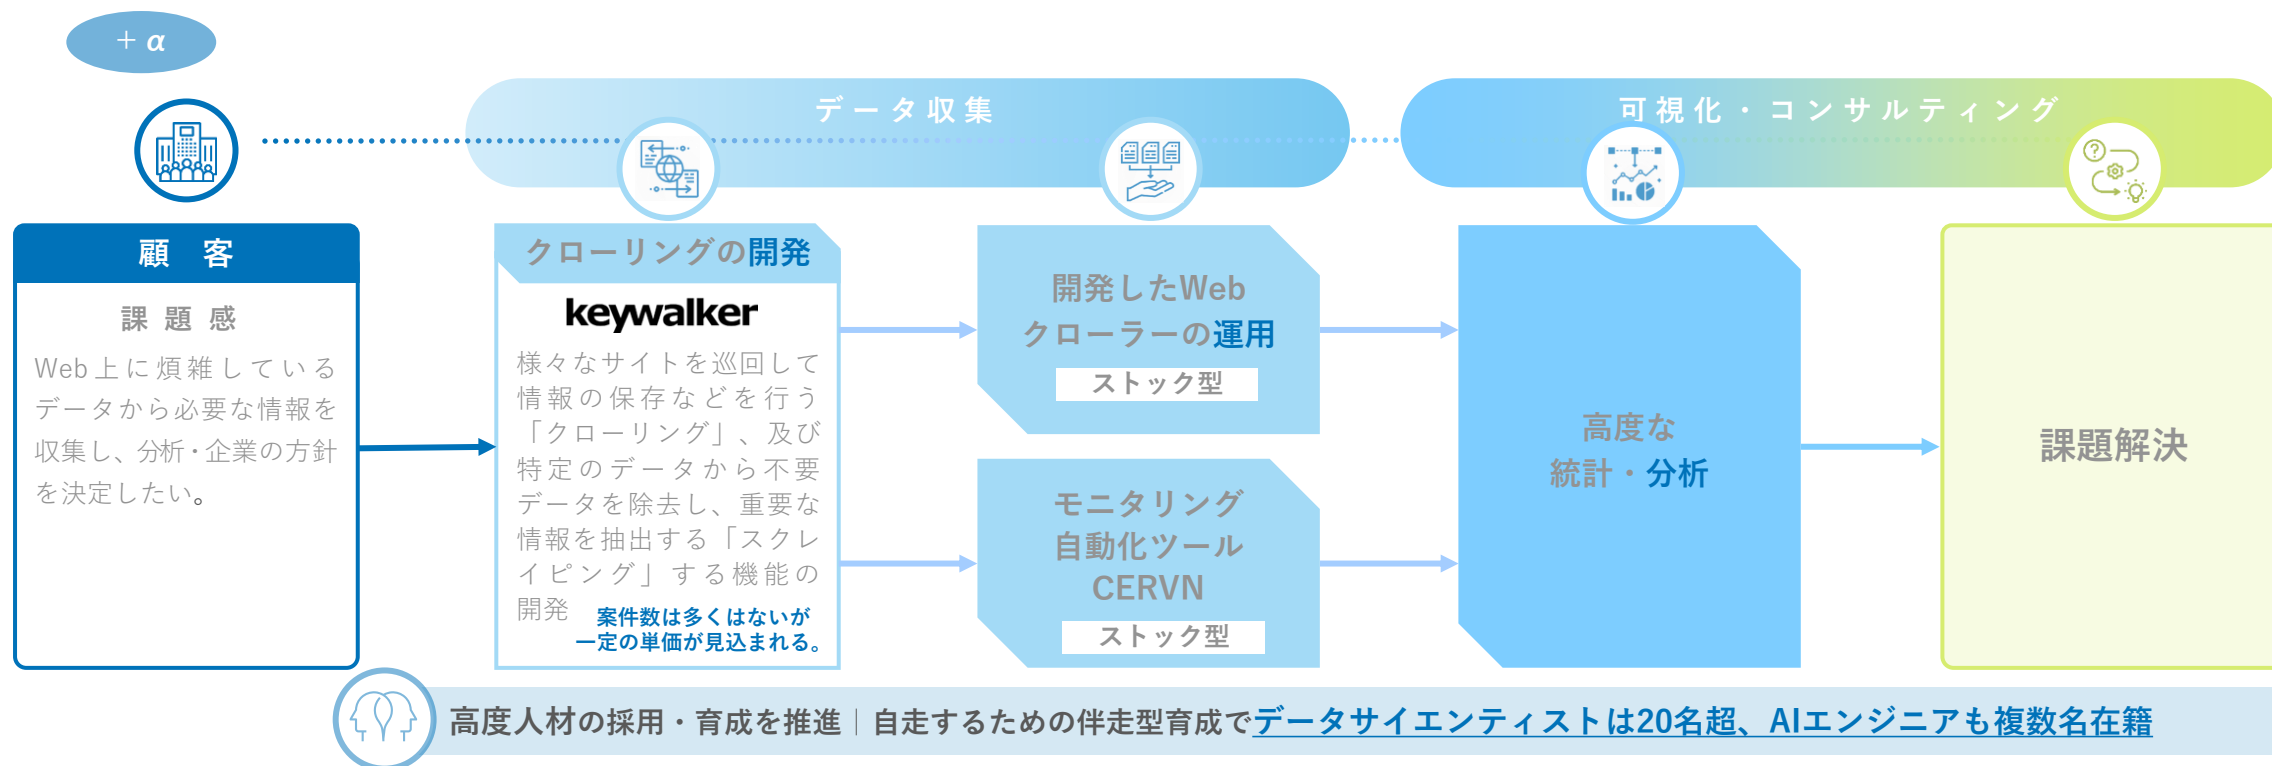 ＋ α
データ収集
可視化・コンサルティング
顧 客
課題感
Web上に煩雑している
データから必要な情報を
収集し、分析・企業の方針
を決定したい。
クローリングの開発
keywalker
様々なサイトを巡回して
情報の保存などを行う
「クローリング」、及び
特定のデータから不要
データを除去し、重要な
情報を抽出する「スクレ
イピング」する機能の
開発
案件数は多くはないが
一定の単価が見込まれる。
開発したWeb
クローラーの運用
ストック型
モニタリング
自動化ツール
CERVN
ストック型
高度な
統計・分析
課題解決
高度人材の採用・育成を推進｜自走するための伴走型育成でデータサイエンティストは20名超、AIエンジニアも複数名在籍